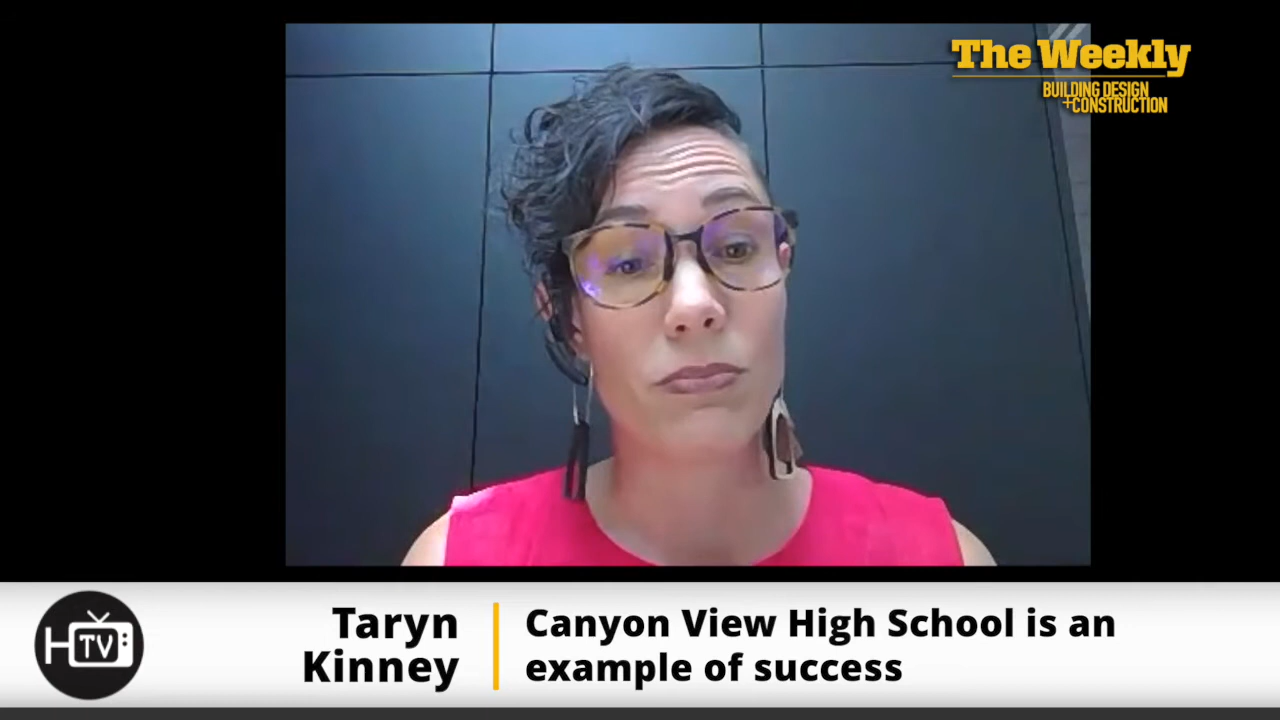 The Weekly
BUILDING DESIGN
+CONSTRUCTION
HTV
Taryn
Kinney
Canyon View High School is an
example of success